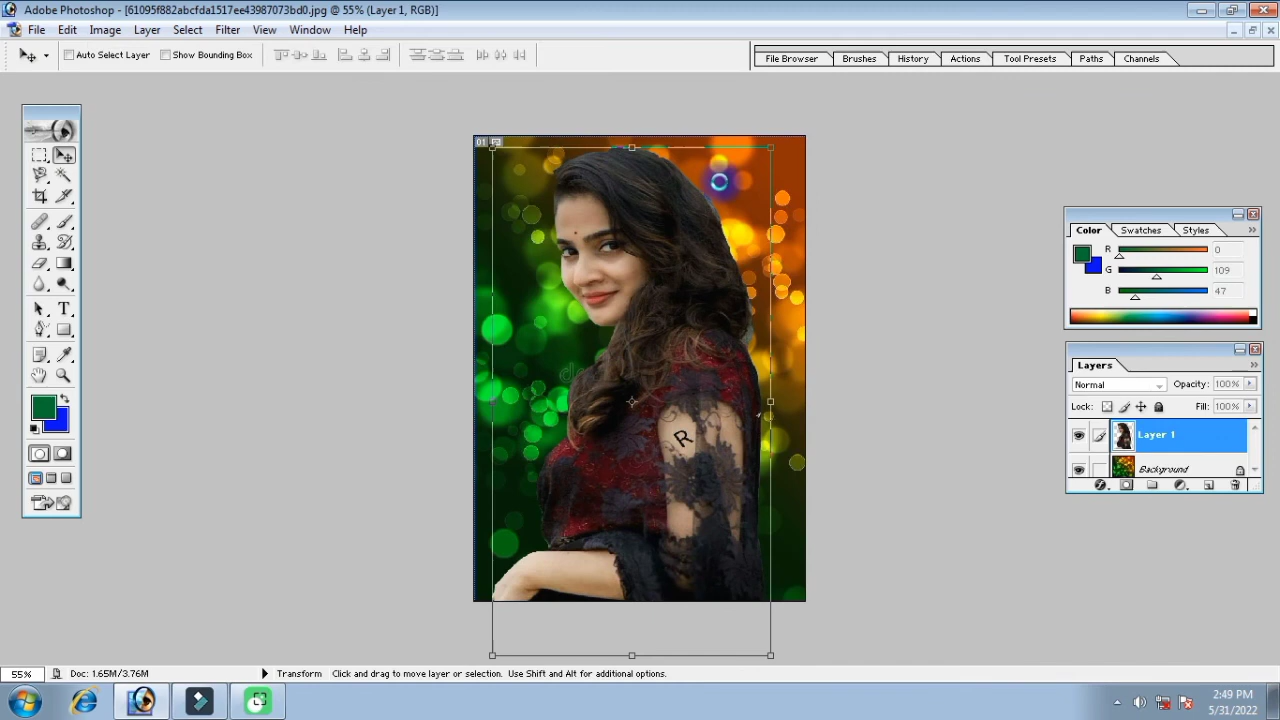 Adobe Photoshop - [61095f882abcfda1517ee43987073bd0.jpg @ 55% (Layer 1, RGB)]
File Edit Image Layer Select Filter View Window Help
Auto Select Layer Show Bounding Box
File Browser Brushes History Actions Tool Presets Paths Channels
01
R
Color Swatches Styles
R 0
G 109
B 47
Layers
Normal Opacity: 100%
Lock: Fill: 100%
Layer 1
Background
55% Doc: 1.65M/3.76M Transform Click and drag to move layer or selection. Use Shift and Alt for additional options.
2:49 PM
5/31/2022